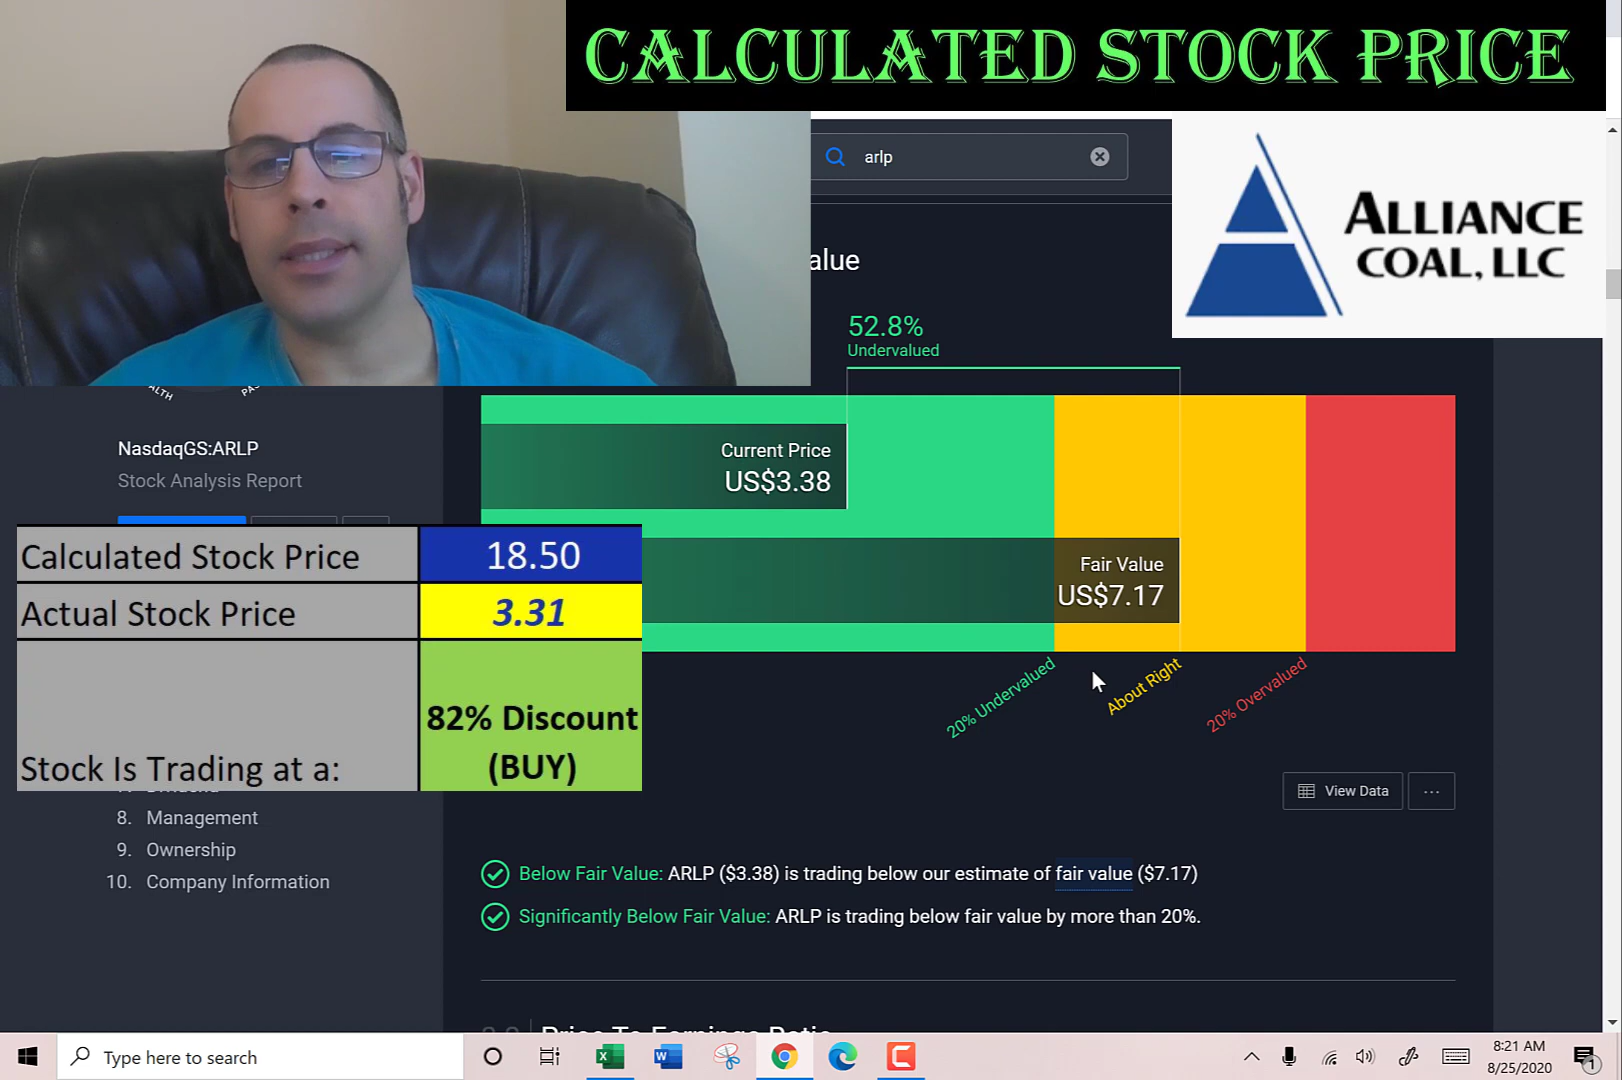 CALCULATED STOCK PRICE
arlp
ALLIANCE
COAL, LLC
alue
52.8%
Undervalued
NasdaqGS:ARLP
Stock Analysis Report
Current Price
US$3.38
Fair Value
US$7.17
Calculated Stock Price 18.50
Actual Stock Price 3.31
Stock Is Trading at a: 82% Discount
(BUY)
20% Undervalued
About Right
20% Overvalued
View Data
8. Management
9. Ownership
10. Company Information
Below Fair Value: ARLP ($3.38) is trading below our estimate of fair value ($7.17)
Significantly Below Fair Value: ARLP is trading below fair value by more than 20%.
Price To Earnings Ratio
Type here to search
8:21 AM
8/25/2020
1